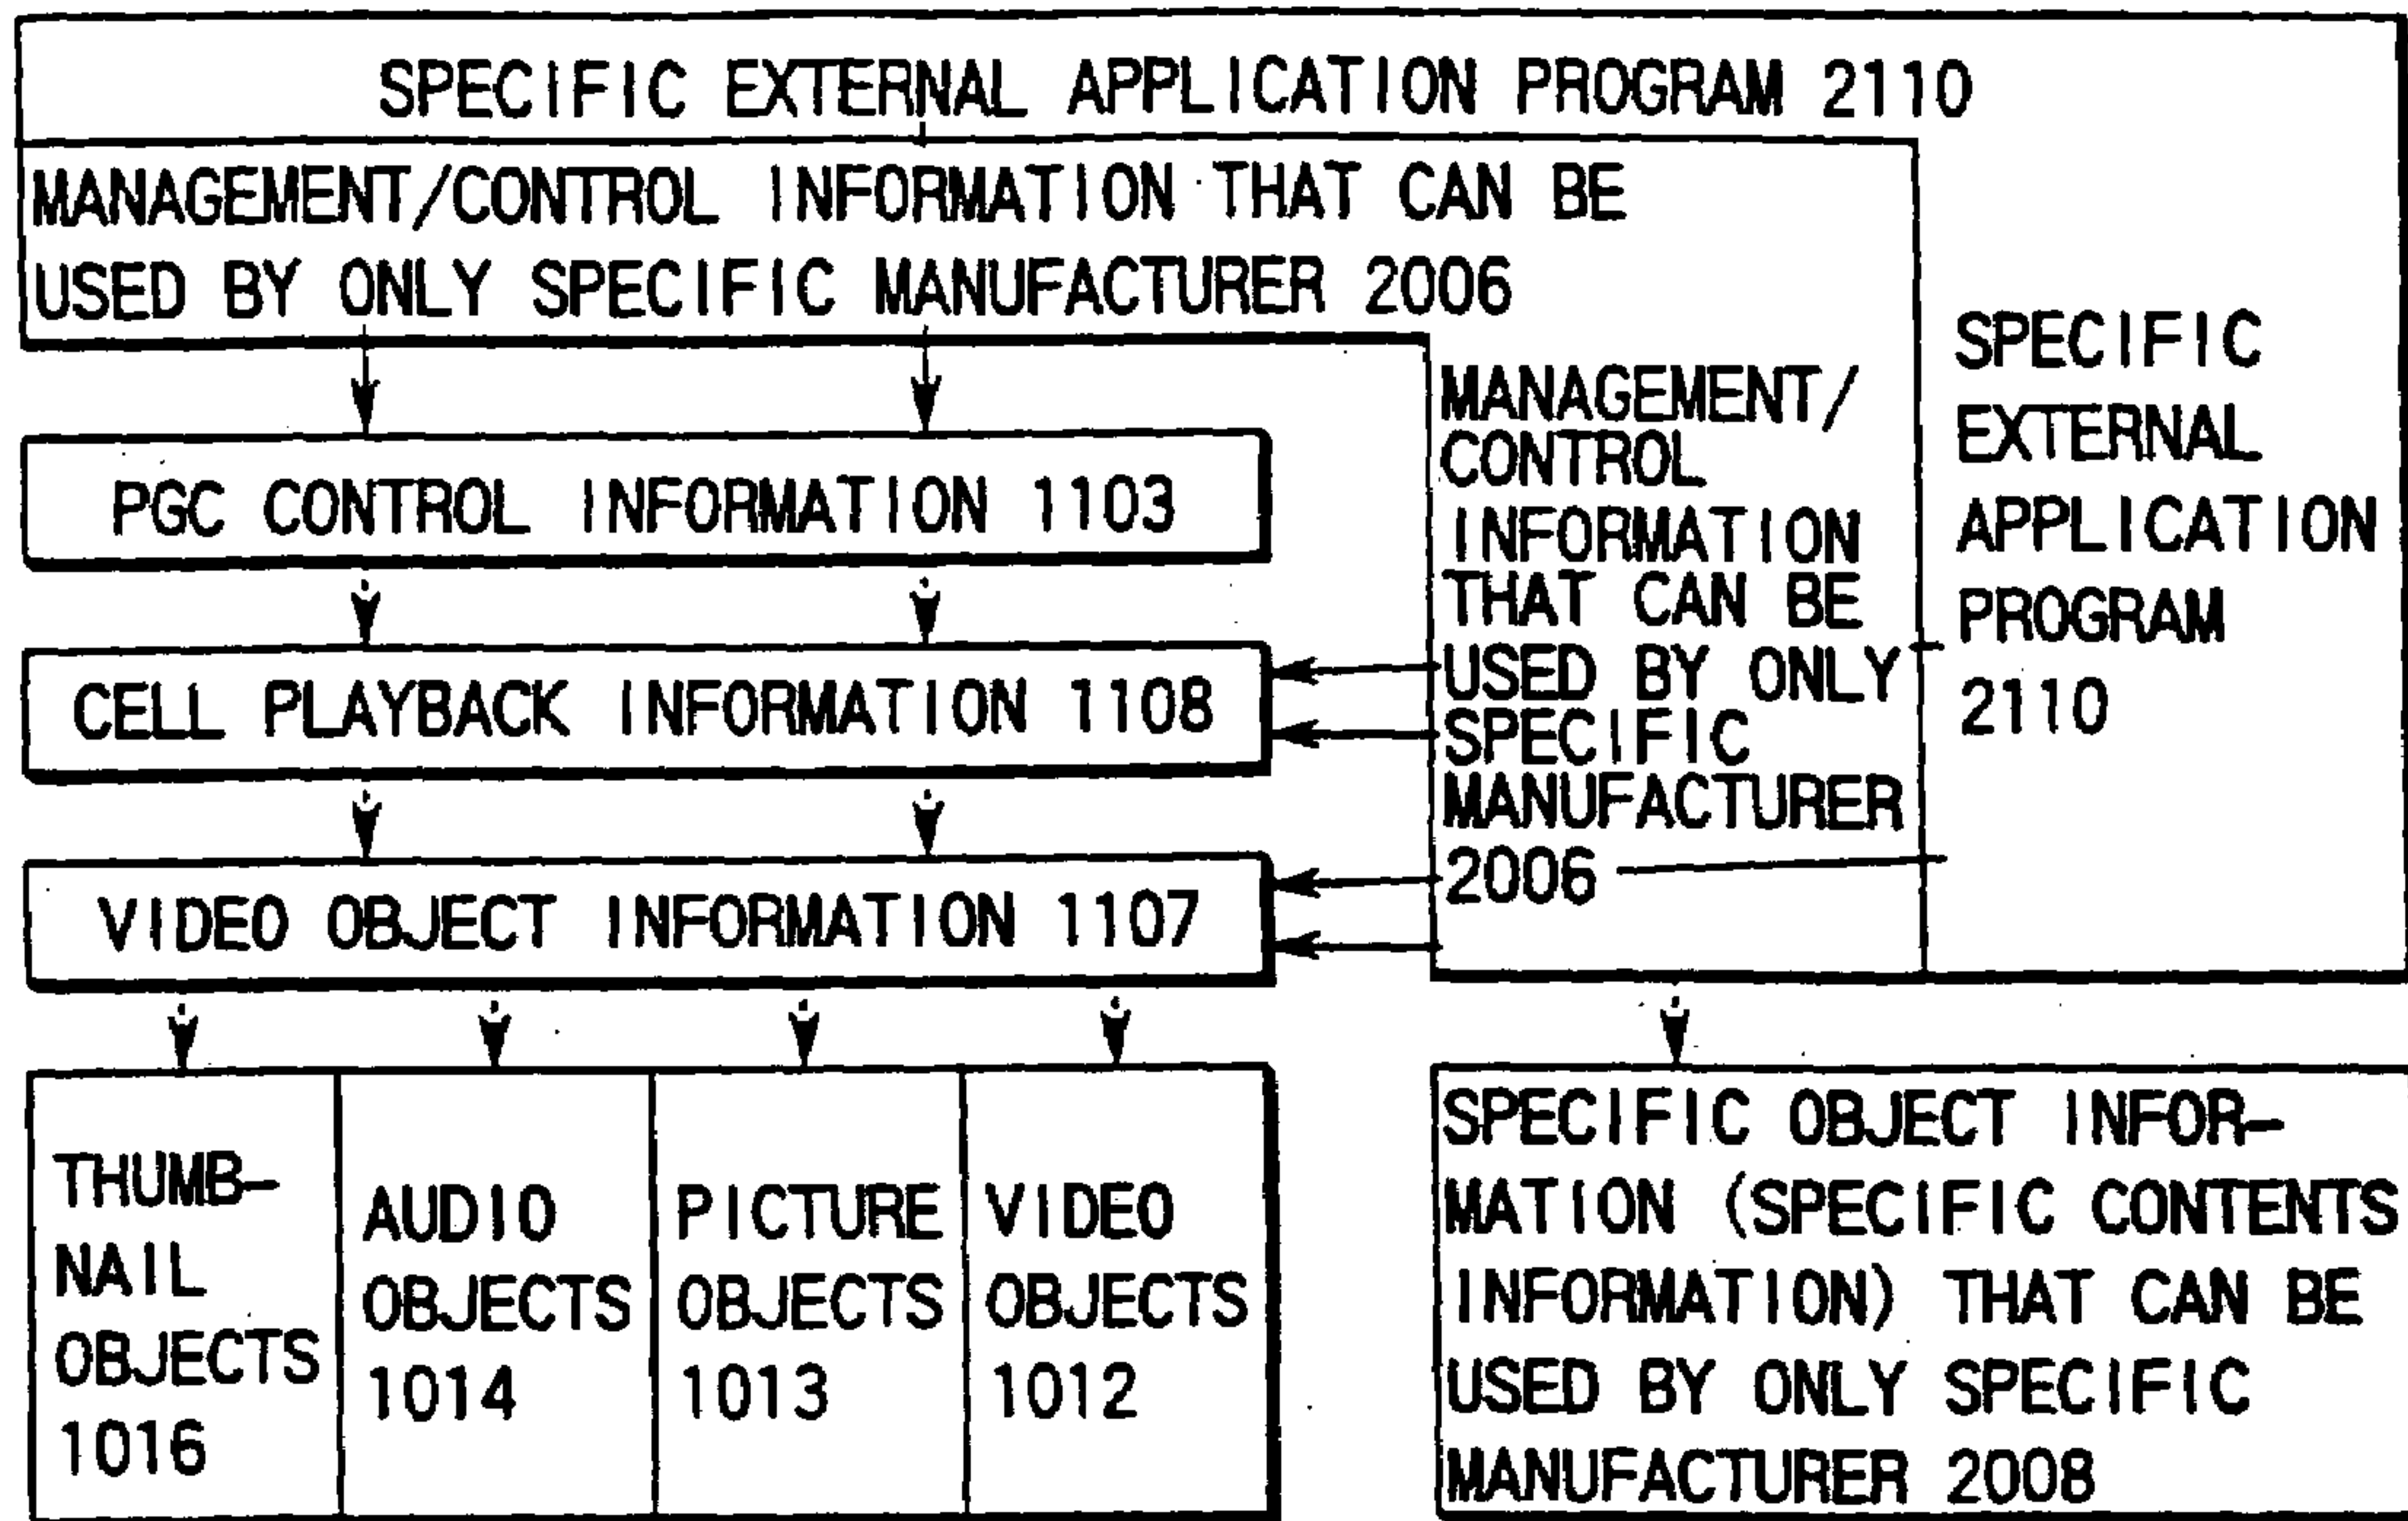 SPECIFIC EXTERNAL APPLICATION PROGRAM 2110
MANAGEMENT/CONTROL INFORMATION THAT CAN BE
USED BY ONLY SPECIFIC MANUFACTURER 2006
PGC CONTROL INFORMATION 1103
CELL PLAYBACK INFORMATION 1108
VIDEO OBJECT INFORMATION 1107
MANAGEMENT/
CONTROL
INFORMATION
THAT CAN BE
USED BY ONLY
SPECIFIC
MANUFACTURER
2006
SPECIFIC
EXTERNAL
APPLICATION
PROGRAM
2110
THUMB-
NAIL
OBJECTS
1016
AUDIO
OBJECTS
1014
PICTURE
OBJECTS
1013
VIDEO
OBJECTS
1012
SPECIFIC OBJECT INFOR-
MATION (SPECIFIC CONTENTS
INFORMATION) THAT CAN BE
USED BY ONLY SPECIFIC
MANUFACTURER 2008